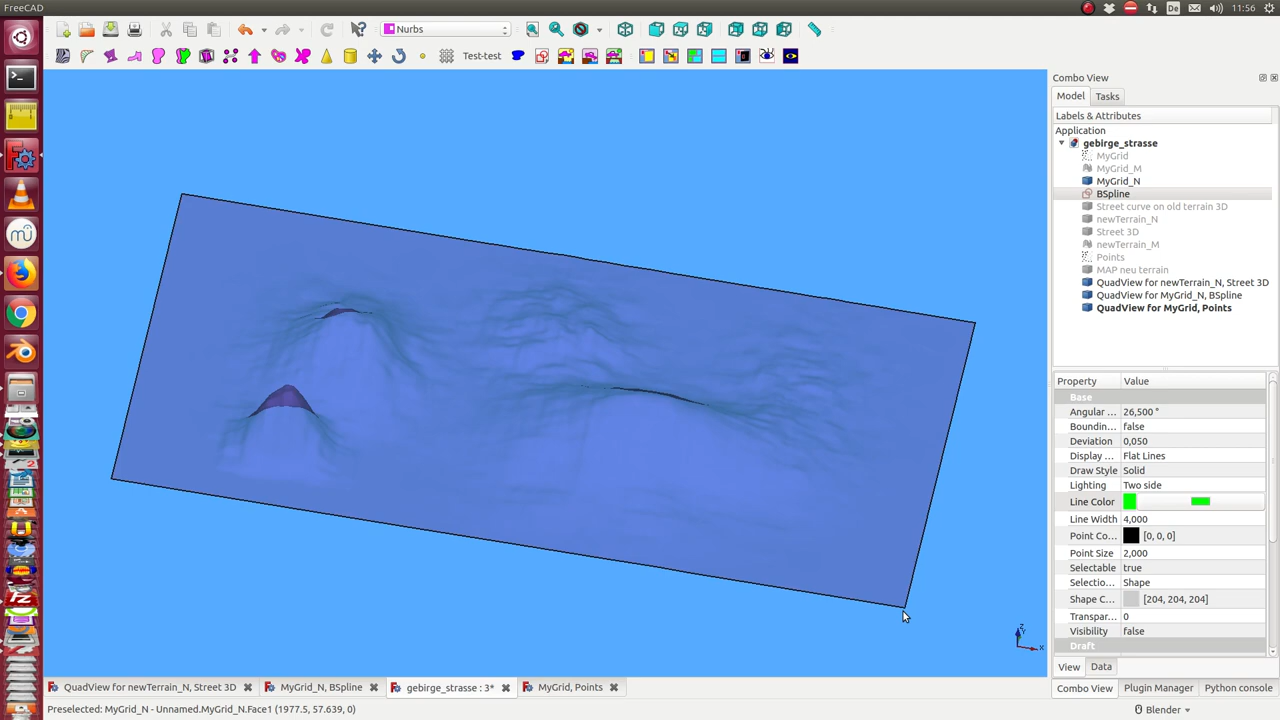 FreeCAD
De
11:56
Nurbs
Test-test
Combo View
Model
Tasks
Labels & Attributes
Application
gebirge_strasse
MyGrid
MyGrid_M
MyGrid_N
BSpline
Street curve on old terrain 3D
newTerrain_N
Street 3D
newTerrain_M
Points
MAP neu terrain
QuadView for newTerrain_N, Street 3D
QuadView for MyGrid_N, BSpline
QuadView for MyGrid, Points
Property Value
Base
Angular ... 26,500 °
Boundin... false
Deviation 0,050
Display ... Flat Lines
Draw Style Solid
Lighting Two side
Line Color
Line Width 4,000
Point Co... [0, 0, 0]
Point Size 2,000
Selectable true
Selectio... Shape
Shape C... [204, 204, 204]
Transpar... 0
Visibility false
Draft
View
Data
Z
Y
X
QuadView for newTerrain_N, Street 3D
MyGrid_N, BSpline
gebirge_strasse : 3*
MyGrid, Points
Combo View
Plugin Manager
Python console
Preselected: MyGrid_N - Unnamed.MyGrid_N.Face1 (1977.5, 57.639, 0)
Blender